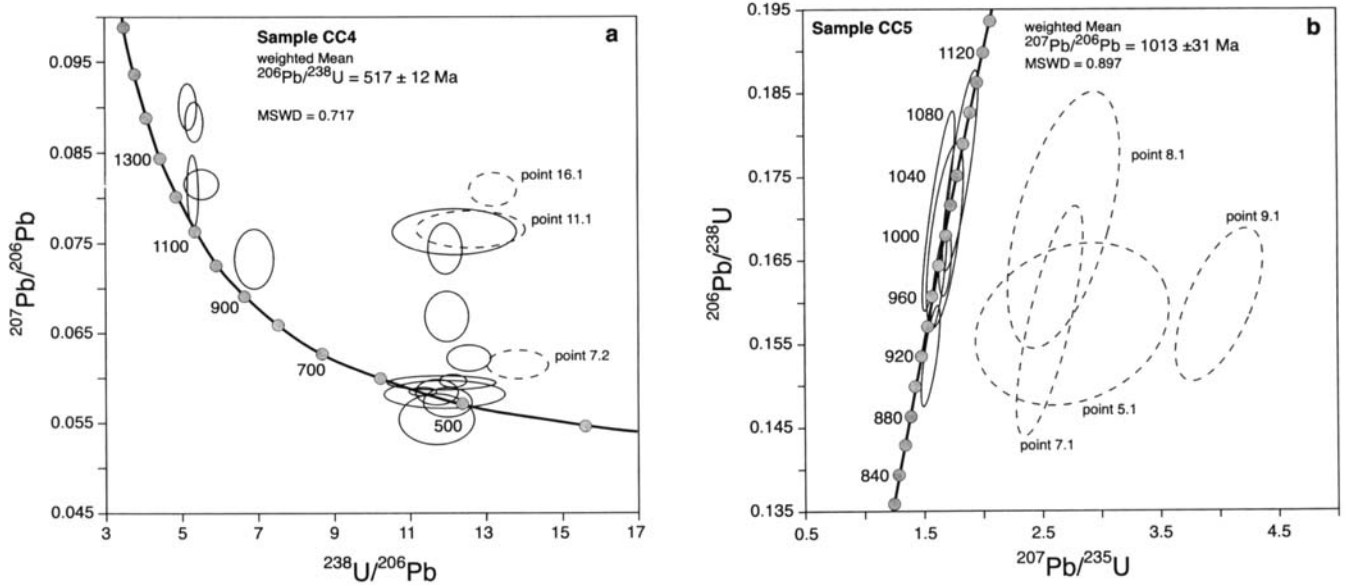 Sample CC4
a
weighted Mean
²⁰⁶Pb/²³⁸U = 517 ± 12 Ma
MSWD = 0.717
0.095
0.085
0.075
0.065
0.055
0.045
²⁰⁷Pb/²⁰⁶Pb
1300
1100
900
700
500
point 16.1
point 11.1
point 7.2
3 5 7 9 11 13 15 17
²³⁸U/²⁰⁶Pb
Sample CC5
b
weighted Mean
²⁰⁷Pb/²⁰⁶Pb = 1013 ±31 Ma
MSWD = 0.897
0.195
0.185
0.175
0.165
0.155
0.145
0.135
²⁰⁶Pb/²³⁸U
1120
1080
1040
1000
960
920
880
840
point 8.1
point 9.1
point 5.1
point 7.1
0.5 1.5 2.5 3.5 4.5
²⁰⁷Pb/²³⁵U